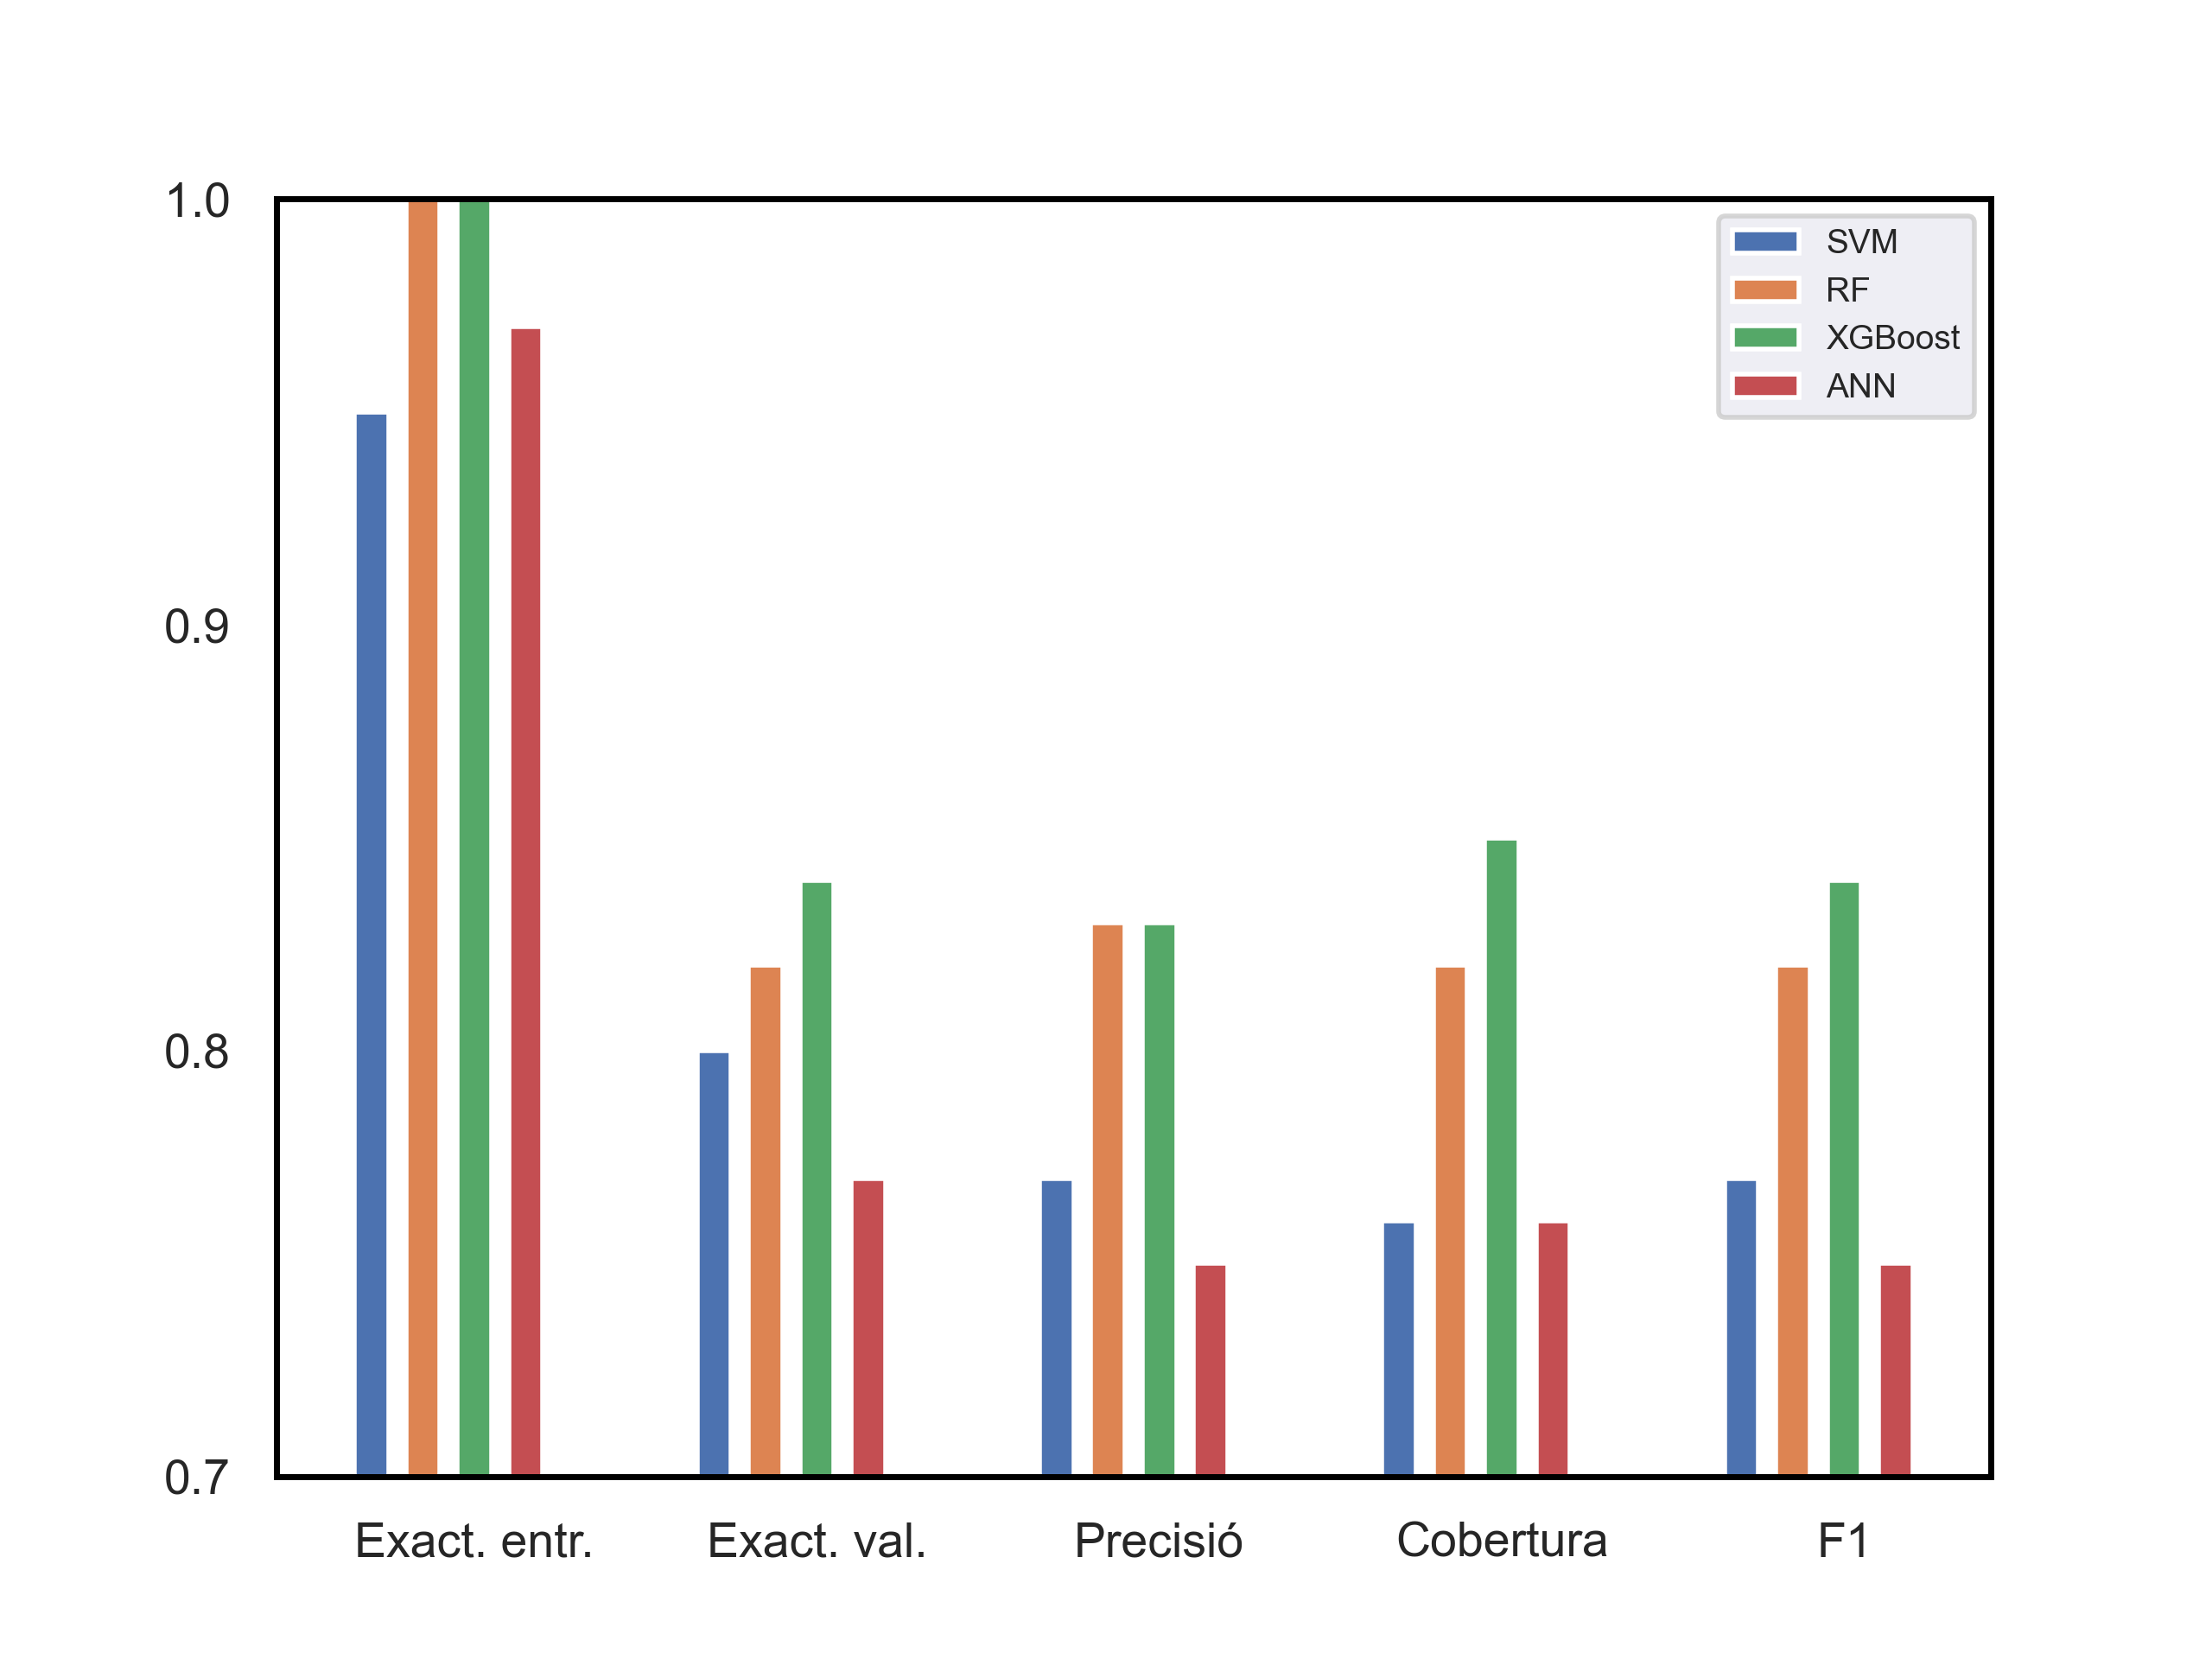 1.0
0.9
0.8
0.7
SVM
RF
XGBoost
ANN
Exact. entr.
Exact. val.
Precisió
Cobertura
F1